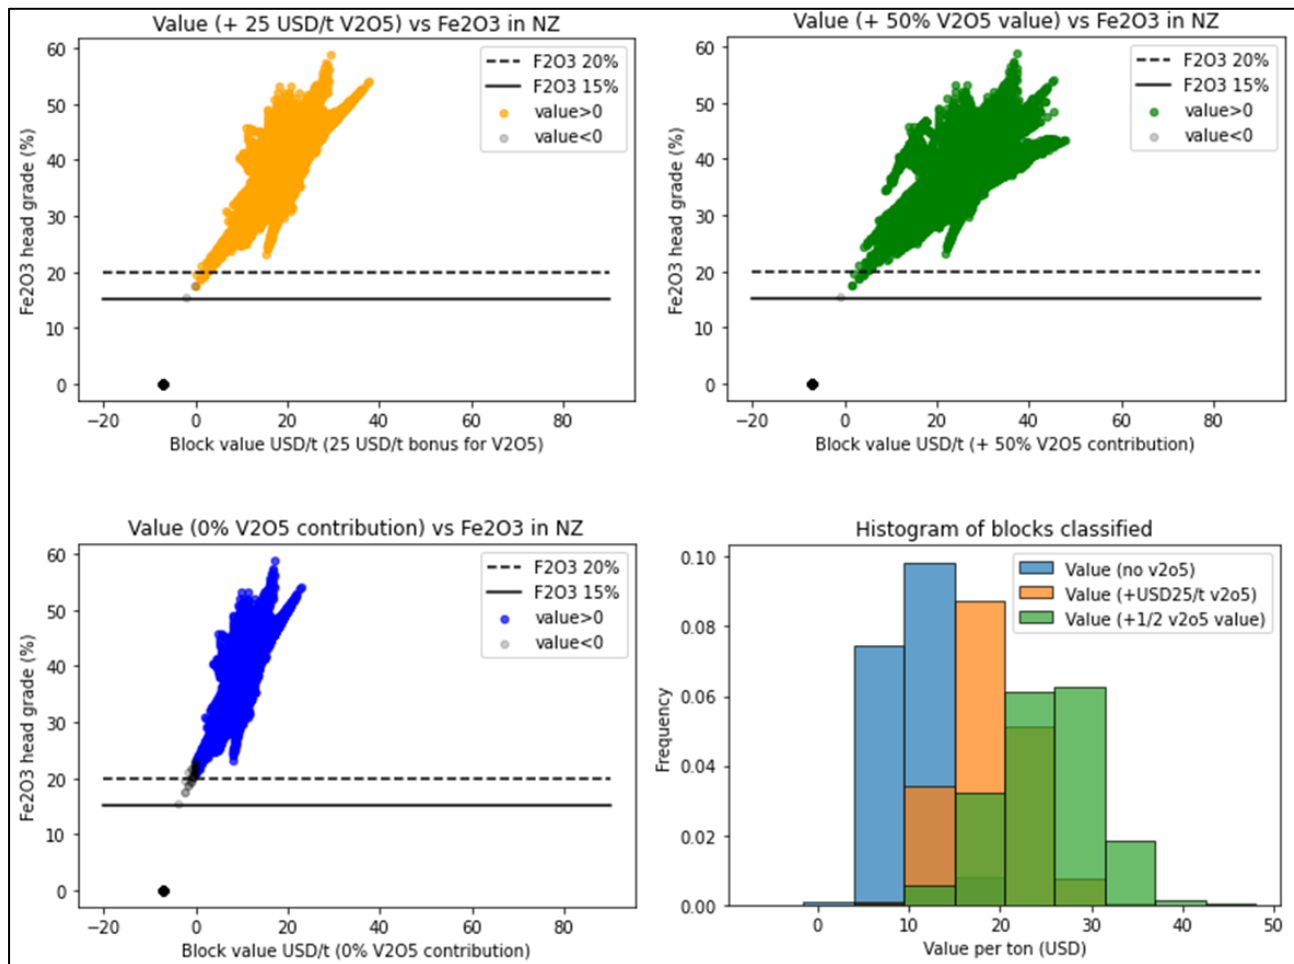 Value (+ 25 USD/t V2O5) vs Fe2O3 in NZ
60
50
40
30
20
10
0
Fe2O3 head grade (%)
F2O3 20%
F2O3 15%
value>0
value<0
−20 0 20 40 60 80
Block value USD/t (25 USD/t bonus for V2O5)
Value (+ 50% V2O5 value) vs Fe2O3 in NZ
60
50
40
30
20
10
0
Fe2O3 head grade (%)
F2O3 20%
F2O3 15%
value>0
value<0
−20 0 20 40 60 80
Block value USD/t (+ 50% V2O5 contribution)
Value (0% V2O5 contribution) vs Fe2O3 in NZ
60
50
40
30
20
10
0
Fe2O3 head grade (%)
F2O3 20%
F2O3 15%
value>0
value<0
−20 0 20 40 60 80
Block value USD/t (0% V2O5 contribution)
Histogram of blocks classified
0.10
0.08
0.06
0.04
0.02
0.00
Frequency
Value (no v2o5)
Value (+USD25/t v2o5)
Value (+1/2 v2o5 value)
0 10 20 30 40 50
Value per ton (USD)